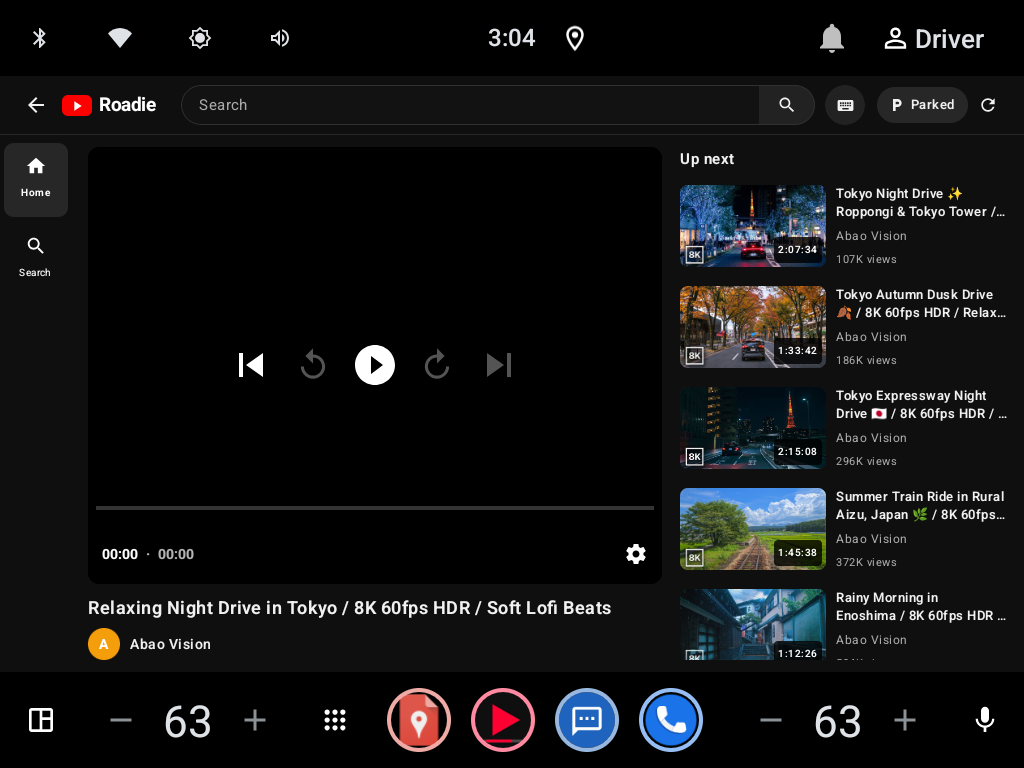 3:04
Driver
Roadie
Search
P Parked
Home
Search
00:00 · 00:00
Relaxing Night Drive in Tokyo / 8K 60fps HDR / Soft Lofi Beats
A Abao Vision
Up next
8K
2:07:34
Tokyo Night Drive ✨
Roppongi & Tokyo Tower /…
Abao Vision
107K views
8K
1:33:42
Tokyo Autumn Dusk Drive
🍂 / 8K 60fps HDR / Relax…
Abao Vision
186K views
8K
2:15:08
Tokyo Expressway Night
Drive 🇯🇵 / 8K 60fps HDR / …
Abao Vision
296K views
8K
1:45:38
Summer Train Ride in Rural
Aizu, Japan 🌿 / 8K 60fps…
Abao Vision
372K views
8K
1:12:26
Rainy Morning in
Enoshima / 8K 60fps HDR …
Abao Vision
63
63